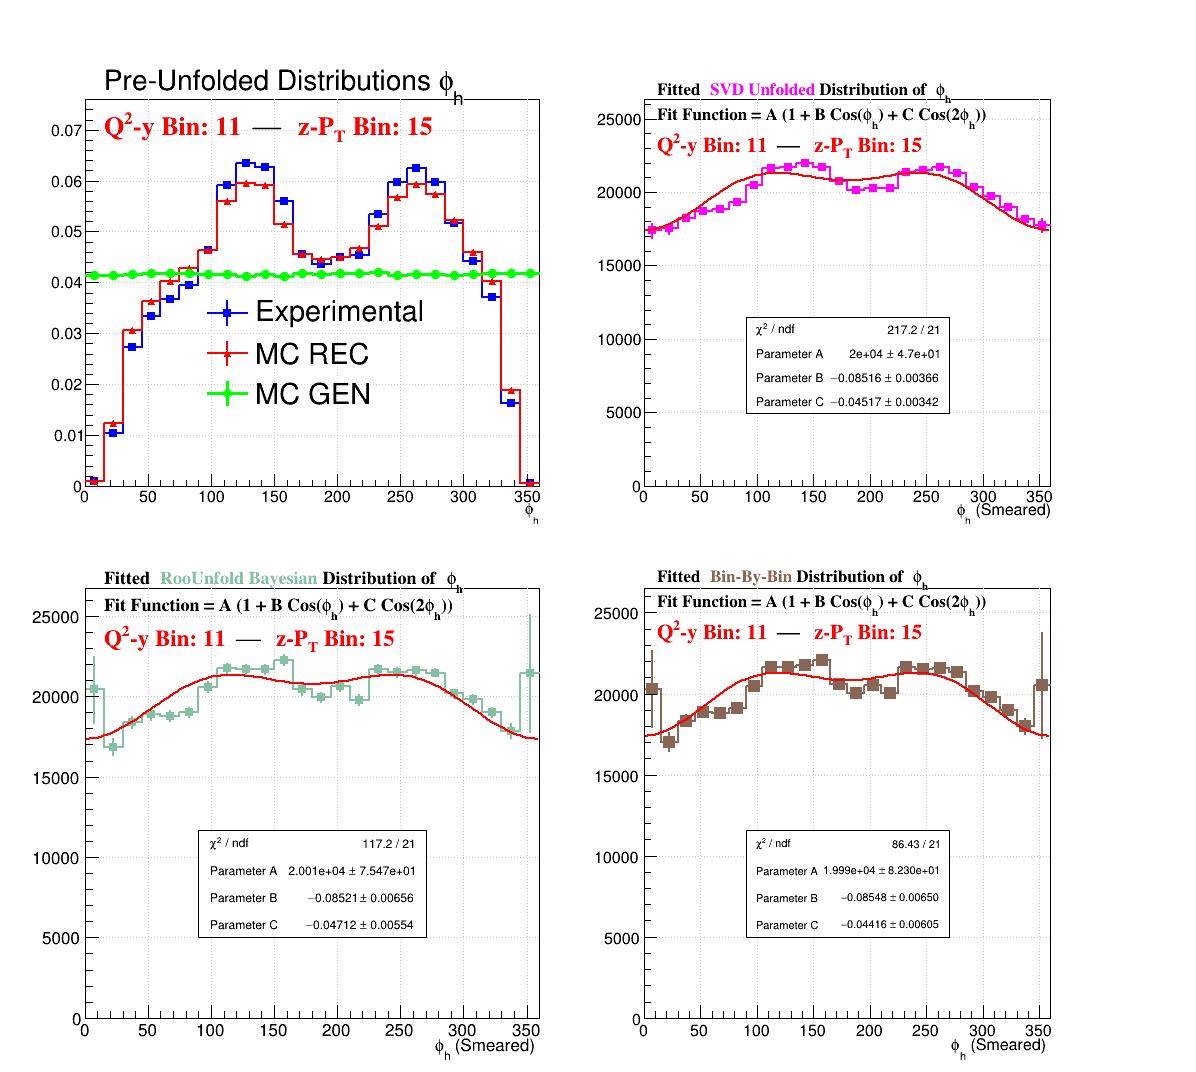 Pre-Unfolded Distributions ϕh
Q2-y Bin: 11 — z-PT Bin: 15
0.07
0.06
0.05
0.04
0.03
0.02
0.01
0
Experimental
MC REC
MC GEN
0 50 100 150 200 250 300 350
ϕh
Fitted SVD Unfolded Distribution of ϕh
Fit Function = A (1 + B Cos(ϕh) + C Cos(2ϕh))
Q2-y Bin: 11 — z-PT Bin: 15
25000
20000
15000
10000
5000
0
χ2 / ndf 217.2 / 21
Parameter A 2e+04 ± 4.7e+01
Parameter B −0.08516 ± 0.00366
Parameter C −0.04517 ± 0.00342
0 50 100 150 200 250 300 350
ϕh (Smeared)
Fitted RooUnfold Bayesian Distribution of ϕh
Fit Function = A (1 + B Cos(ϕh) + C Cos(2ϕh))
Q2-y Bin: 11 — z-PT Bin: 15
25000
20000
15000
10000
5000
0
χ2 / ndf 117.2 / 21
Parameter A 2.001e+04 ± 7.547e+01
Parameter B −0.08521 ± 0.00656
Parameter C −0.04712 ± 0.00554
0 50 100 150 200 250 300 350
ϕh (Smeared)
Fitted Bin-By-Bin Distribution of ϕh
Fit Function = A (1 + B Cos(ϕh) + C Cos(2ϕh))
Q2-y Bin: 11 — z-PT Bin: 15
25000
20000
15000
10000
5000
0
χ2 / ndf 86.43 / 21
Parameter A 1.999e+04 ± 8.230e+01
Parameter B −0.08548 ± 0.00650
Parameter C −0.04416 ± 0.00605
0 50 100 150 200 250 300 350
ϕh (Smeared)